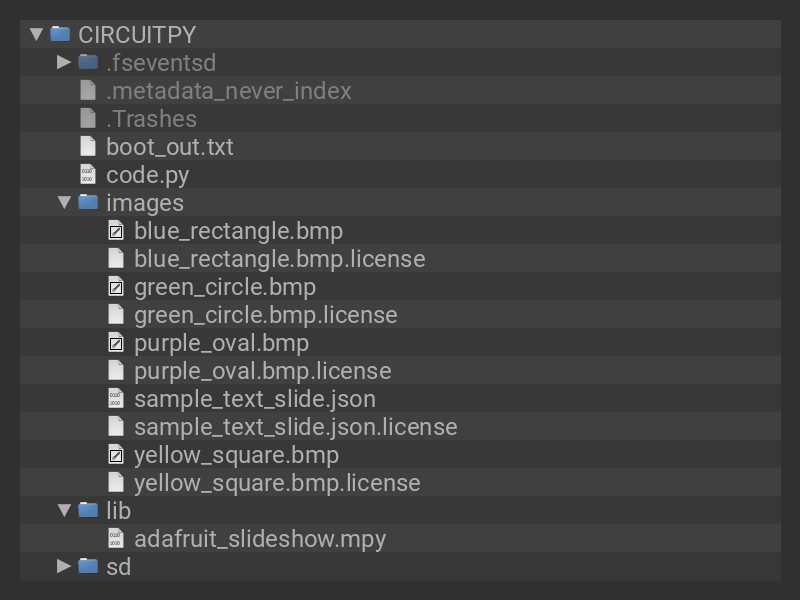 CIRCUITPY
.fseventsd
.metadata_never_index
.Trashes
boot_out.txt
code.py
images
blue_rectangle.bmp
blue_rectangle.bmp.license
green_circle.bmp
green_circle.bmp.license
purple_oval.bmp
purple_oval.bmp.license
sample_text_slide.json
sample_text_slide.json.license
yellow_square.bmp
yellow_square.bmp.license
lib
adafruit_slideshow.mpy
sd